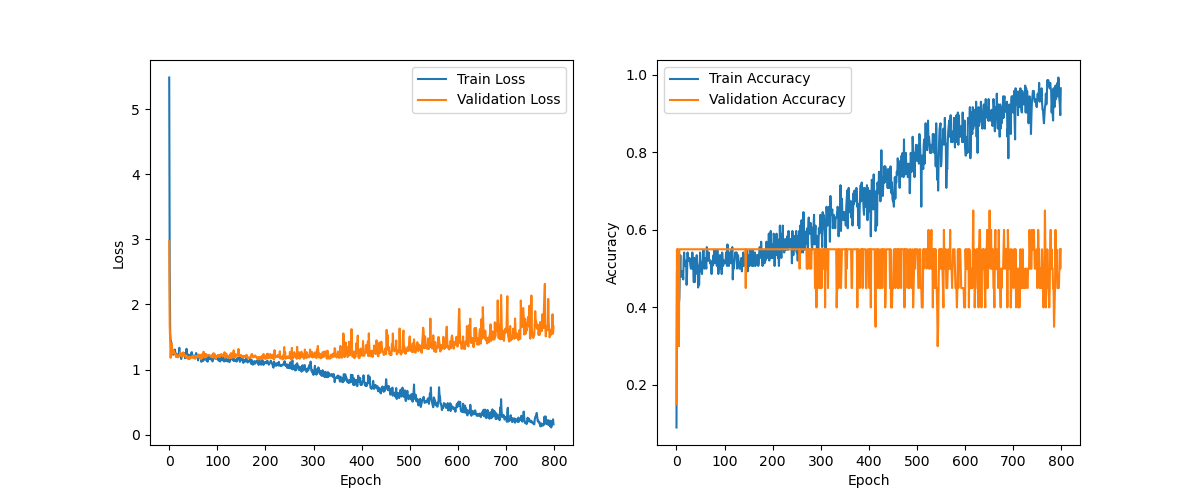 Train Loss
Validation Loss
5
4
3
2
1
0
Loss
0 100 200 300 400 500 600 700 800
Epoch
Train Accuracy
Validation Accuracy
1.0
0.8
0.6
0.4
0.2
Accuracy
0 100 200 300 400 500 600 700 800
Epoch